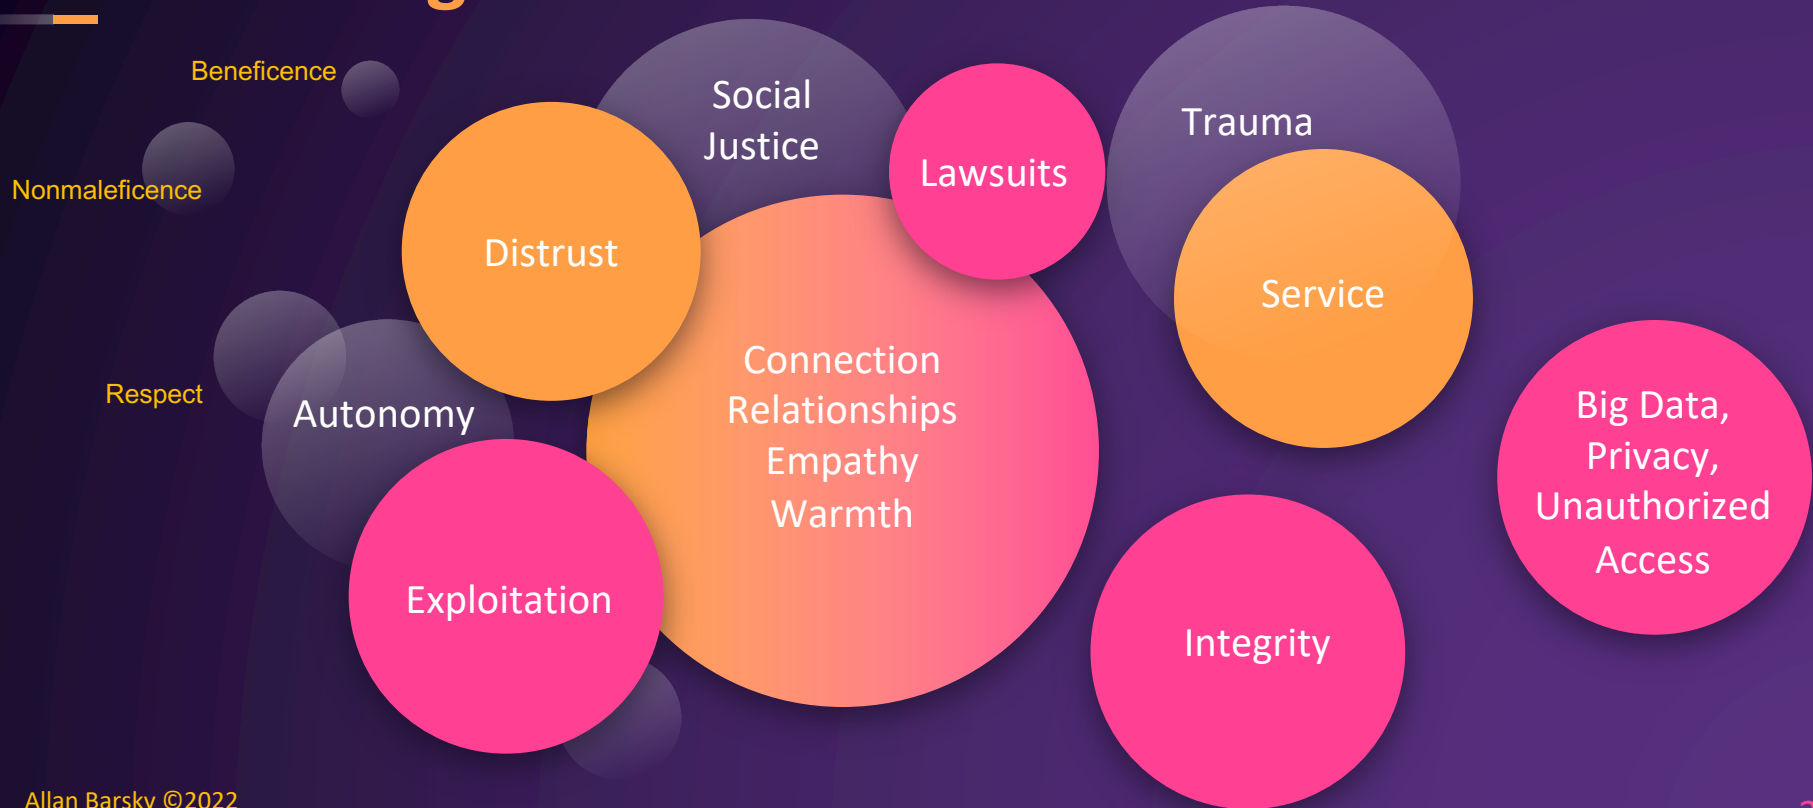 Beneficence
Social
Justice
Lawsuits
Trauma
Nonmaleficence
Distrust
Service
Connection
Relationships
Empathy
Warmth
Respect
Autonomy
Big Data,
Privacy,
Unauthorized
Access
Exploitation
Integrity
Allan Barsky ©2022